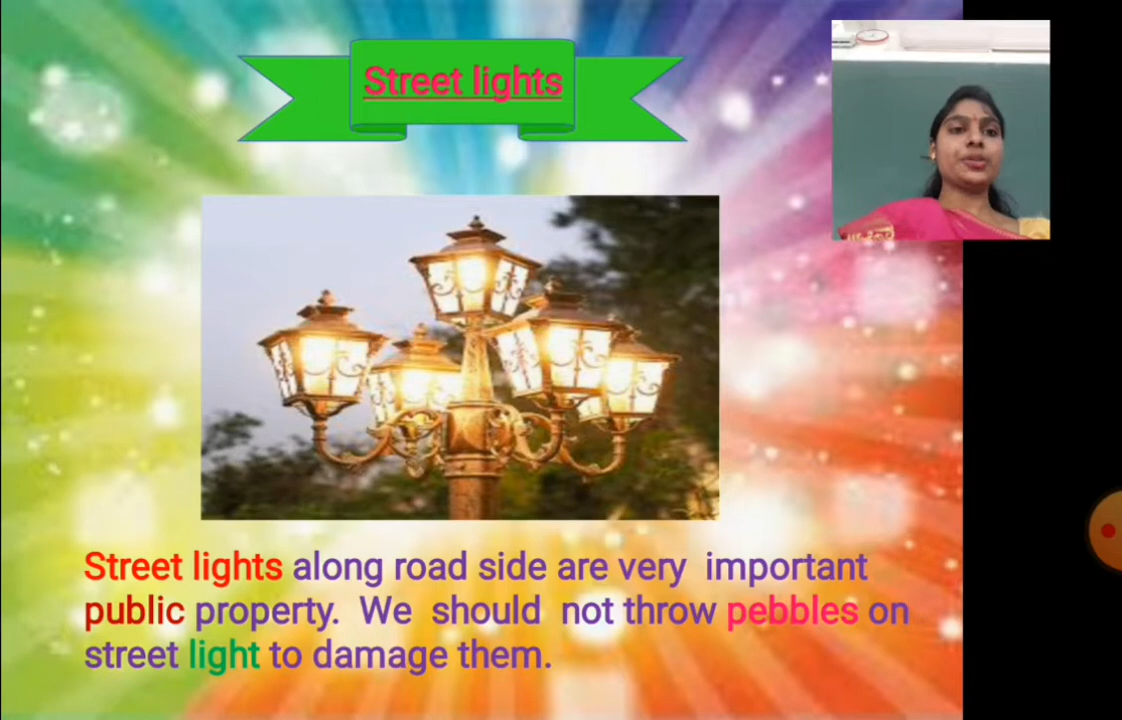 Street lights
Street lights along road side are very important
public property. We should not throw pebbles on
street light to damage them.